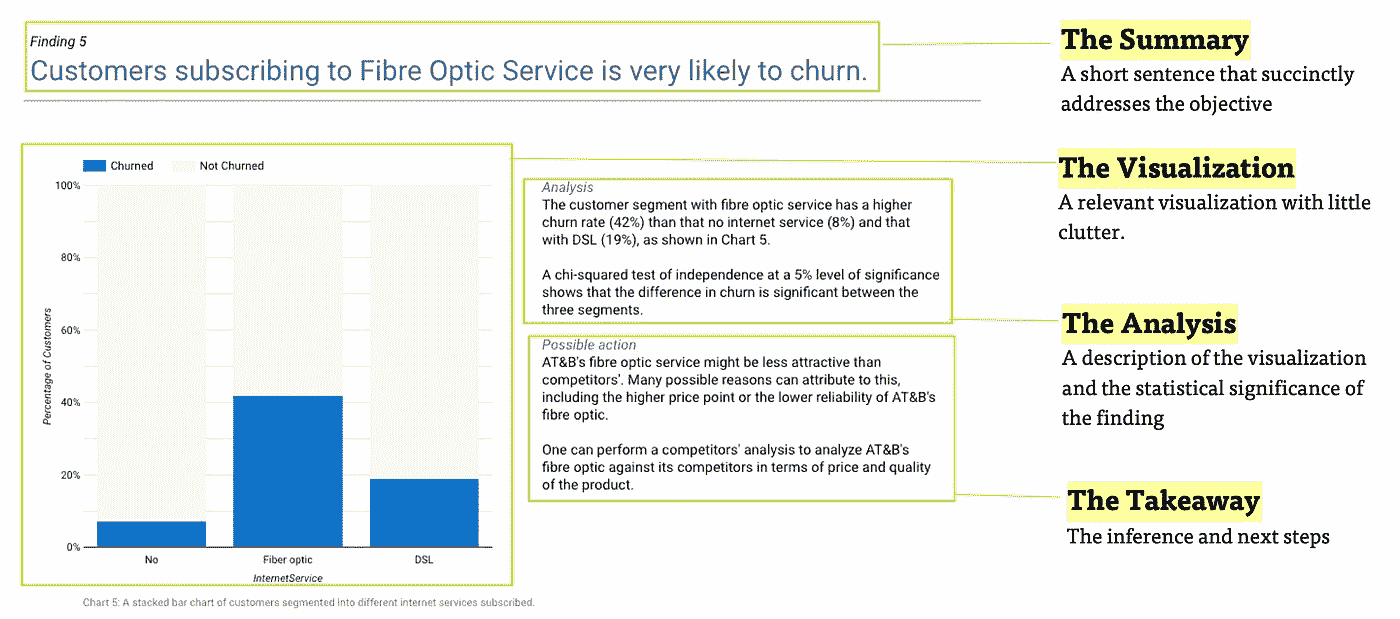 Finding 5
Customers subscribing to Fibre Optic Service is very likely to churn.
The Summary
A short sentence that succinctly
addresses the objective
Churned
Not Churned
100%
80%
60%
40%
20%
0%
Percentage of Customers
No
Fiber optic
DSL
InternetService
Chart 5: A stacked bar chart of customers segmented into different internet services subscribed.
The Visualization
A relevant visualization with little
clutter.
Analysis
The customer segment with fibre optic service has a higher
churn rate (42%) than that no internet service (8%) and that
with DSL (19%), as shown in Chart 5.
A chi-squared test of independence at a 5% level of significance
shows that the difference in churn is significant between the
three segments.
The Analysis
A description of the visualization
and the statistical significance of
the finding
Possible action
AT&B's fibre optic service might be less attractive than
competitors'. Many possible reasons can attribute to this,
including the higher price point or the lower reliability of AT&B's
fibre optic.
One can perform a competitors' analysis to analyze AT&B's
fibre optic against its competitors in terms of price and quality
of the product.
The Takeaway
The inference and next steps